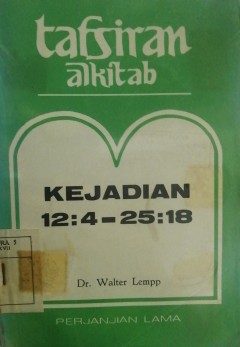 tafsiran
alkitab
KEJADIAN
12:4-25:18
Dr. Walter Lempp
PERJANJIAN LAMA